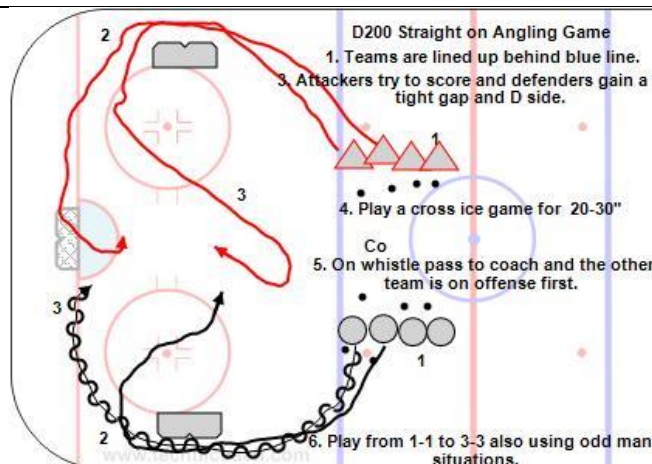 D200 Straight on Angling Game
2
1. Teams are lined up behind blue line.
3. Attackers try to score and defenders gain a
tight gap and D side.
1
3
4. Play a cross ice game for 20-30"
Co
5. On whistle pass to coach and the other
team is on offense first.
3
1
2
6. Play from 1-1 to 3-3 also using odd man
situations.